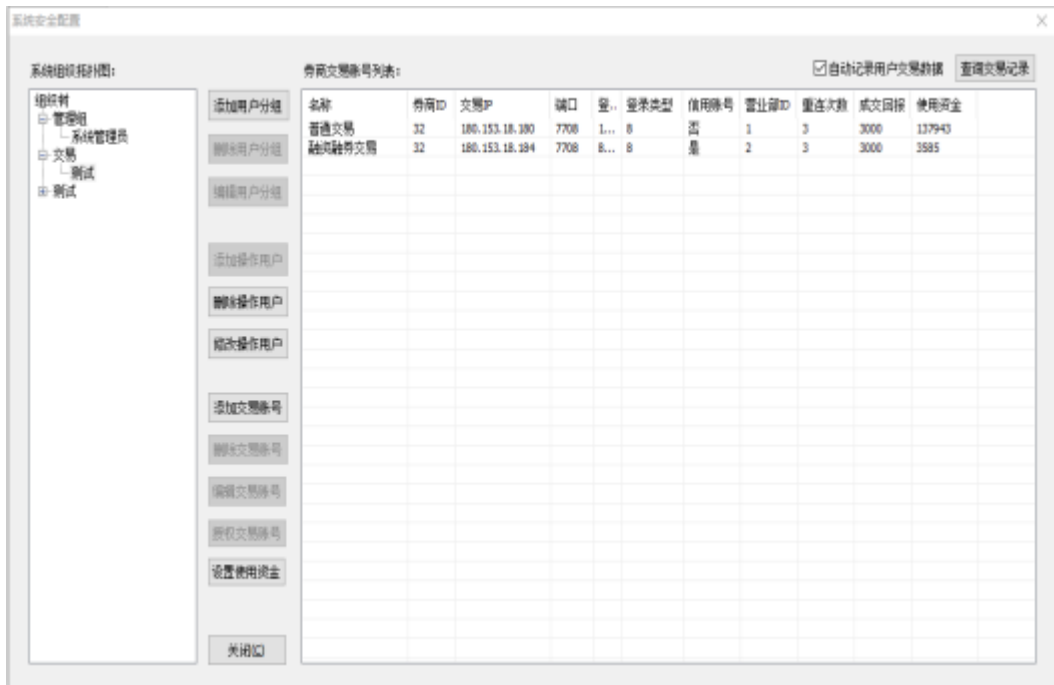 系统安全配置
系统组织拓扑图：
券商交易账号列表：
自动记录用户交易数据
查询交易记录
组织树
管理组
系统管理员
交易
测试
测试
添加用户分组
删除用户分组
编辑用户分组
添加操作用户
删除操作用户
修改操作用户
添加交易账号
删除交易账号
编辑交易账号
授权交易账号
设置使用资金
关闭(C)
名称 券商ID 交易IP 端口 登.. 登录类型 信用账号 营业部ID 重连次数 成交回报 使用资金
普通交易 32 180.153.18.180 7708 1... 8 否 1 3 3000 137943
融资融券交易 32 180.153.18.184 7708 8... 8 是 2 3 3000 3585